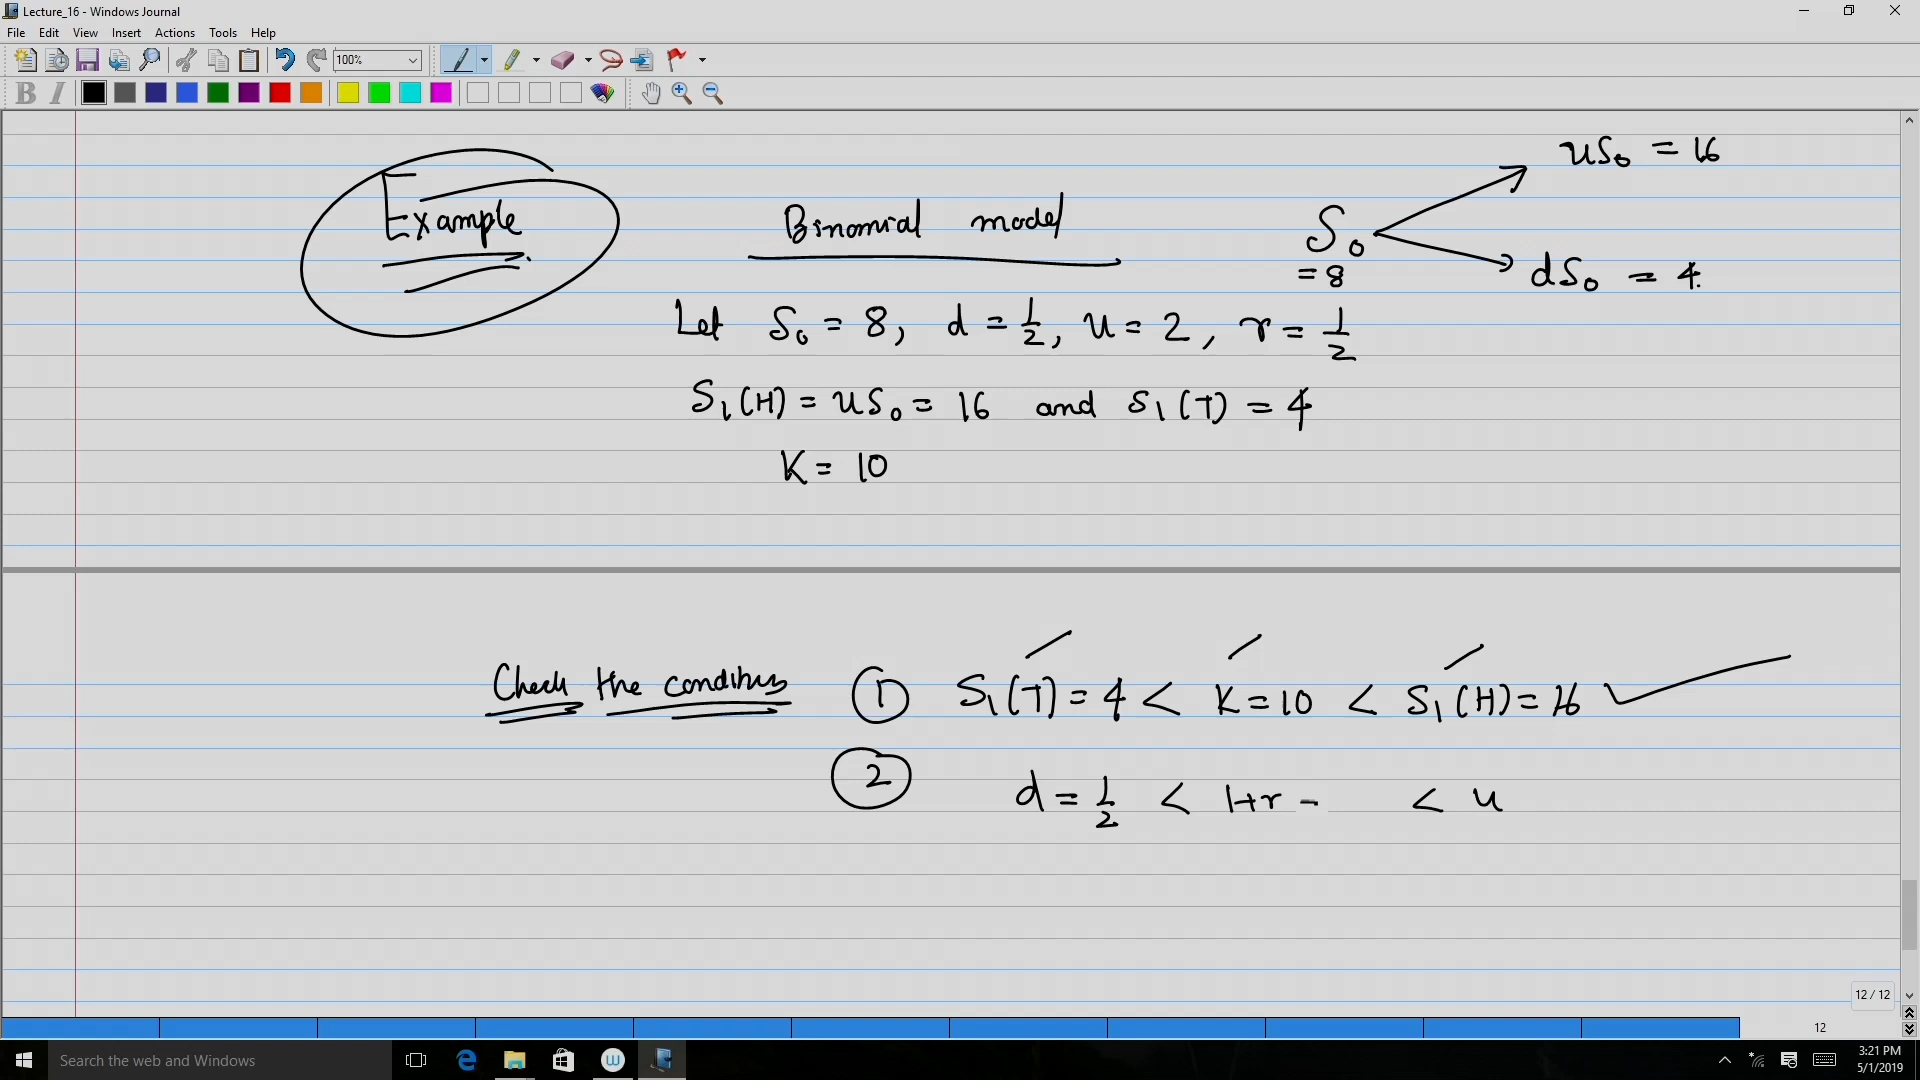 Lecture_16 - Windows Journal
File Edit View Insert Actions Tools Help
100%
B I
Example
Binomial model
S₀ = 8
uS₀ = 16
dS₀ = 4.
Let S₀ = 8, d = 1/2, u = 2, r = 1/2
S₁(H) = uS₀ = 16 and S₁(T) = 4
K = 10
Check the conditions ① S₁(T) = 4 < K = 10 < S₁(H) = 16 ✓
② d = 1/2 < 1+r - < u
12 / 12
12
Search the web and Windows
3:21 PM
5/1/2019